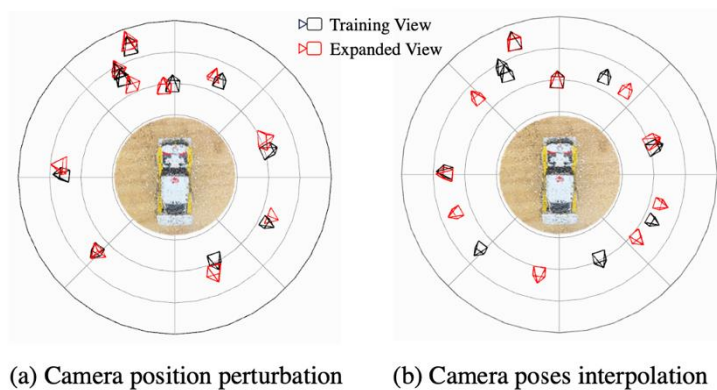 Training View
Expanded View
(a) Camera position perturbation
(b) Camera poses interpolation